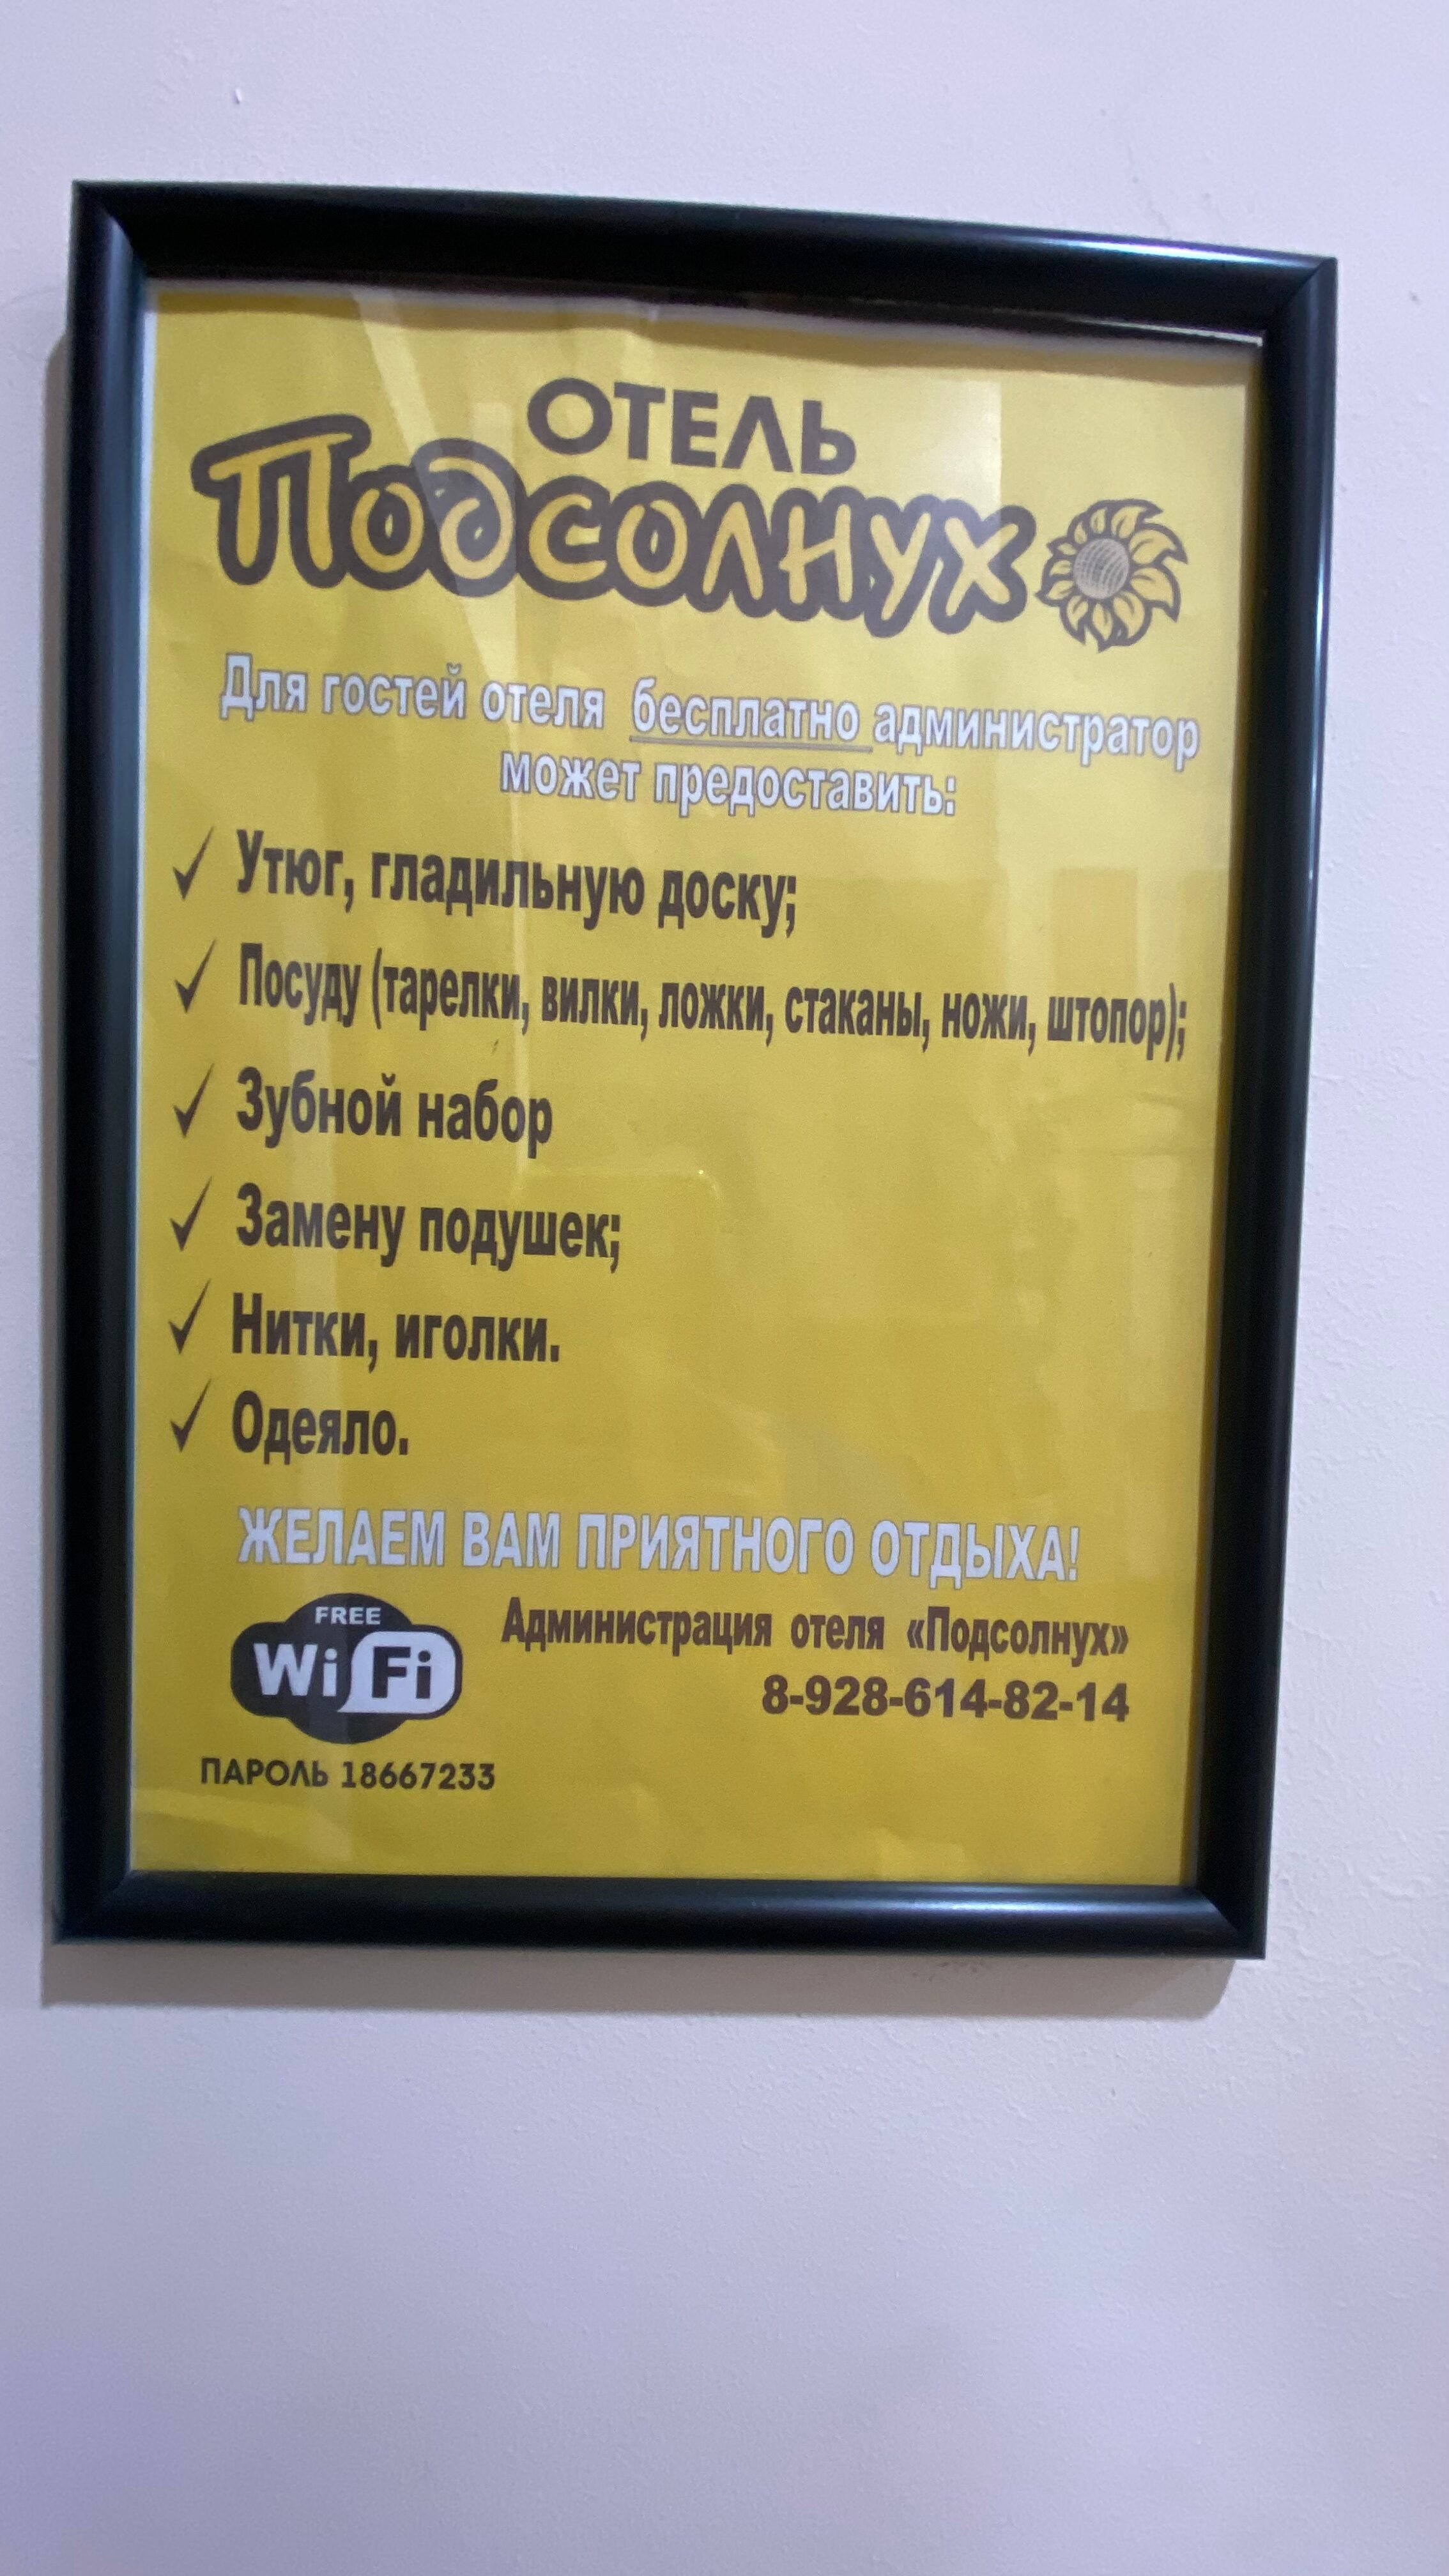 ОТЕЛЬ
Подсолнух
Для гостей отеля бесплатно администратор
может предоставить:
✓ Утюг, гладильную доску;
✓ Посуду (тарелки, вилки, ложки, стаканы, ножи, штопор);
✓ Зубной набор
✓ Замену подушек;
✓ Нитки, иголки.
✓ Одеяло.
ЖЕЛАЕМ ВАМ ПРИЯТНОГО ОТДЫХА!
Администрация отеля «Подсолнух»
8-928-614-82-14
FREE
Wi Fi
ПАРОЛЬ 18667233